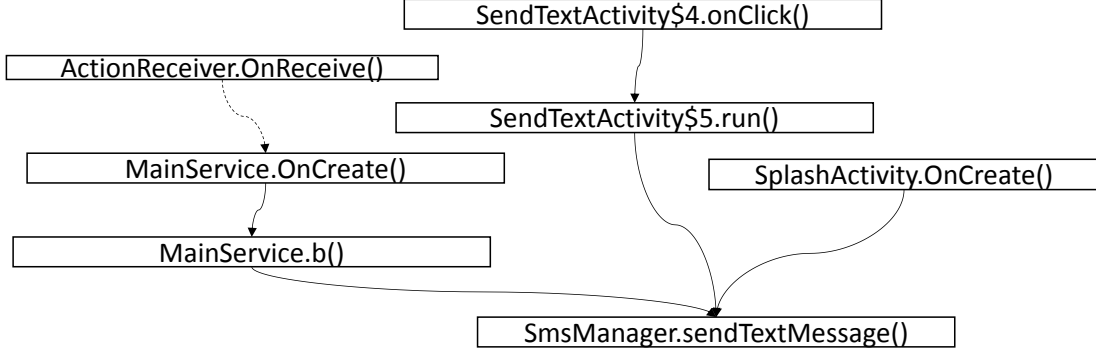 SendTextActivity$4.onClick()
ActionReceiver.OnReceive()
SendTextActivity$5.run()
MainService.OnCreate()
SplashActivity.OnCreate()
MainService.b()
SmsManager.sendTextMessage()